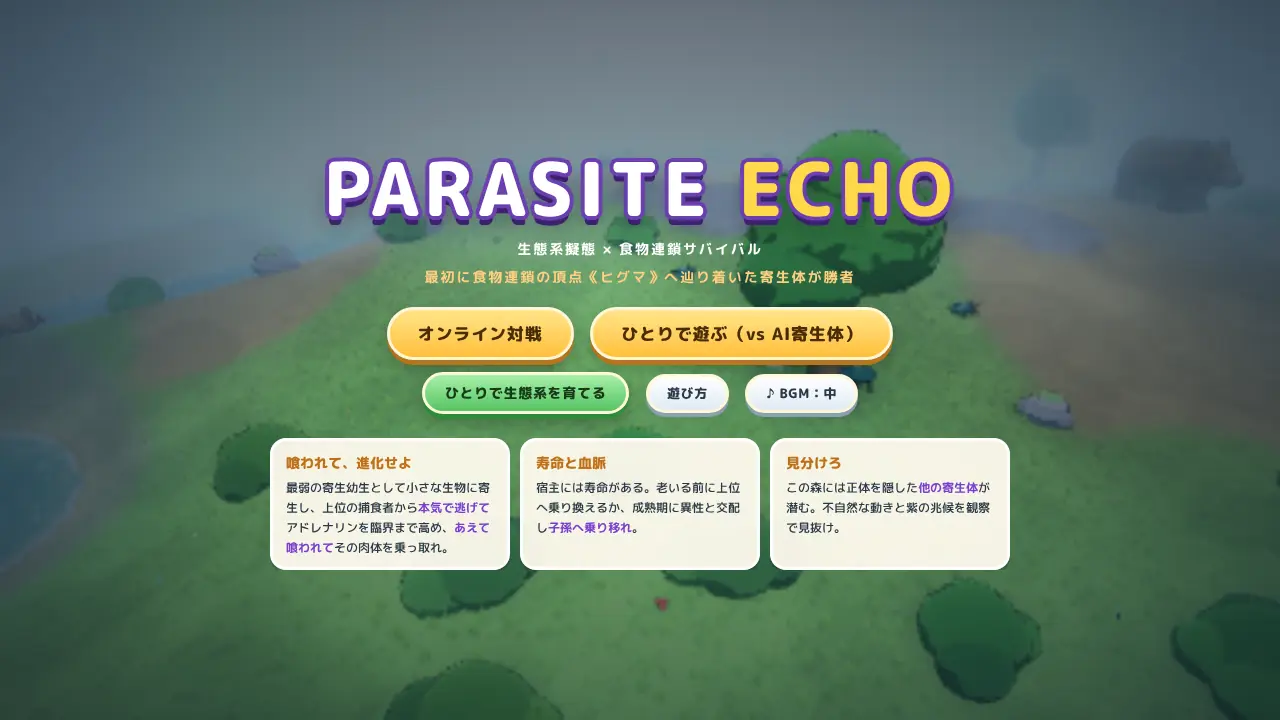 PARASITE ECHO
生態系擬態 × 食物連鎖サバイバル
最初に食物連鎖の頂点《ヒグマ》へ辿り着いた寄生体が勝者
オンライン対戦
ひとりで遊ぶ（vs AI寄生体）
ひとりで生態系を育てる
遊び方
♪ BGM：中
喰われて、進化せよ
最弱の寄生幼生として小さな生物に寄
生し、上位の捕食者から本気で逃げて
アドレナリンを臨界まで高め、あえて
喰われてその肉体を乗っ取れ。
寿命と血脈
宿主には寿命がある。老いる前に上位
へ乗り換えるか、成熟期に異性と交配
し子孫へ乗り移れ。
見分けろ
この森には正体を隠した他の寄生体が
潜む。不自然な動きと紫の兆候を観察
で見抜け。